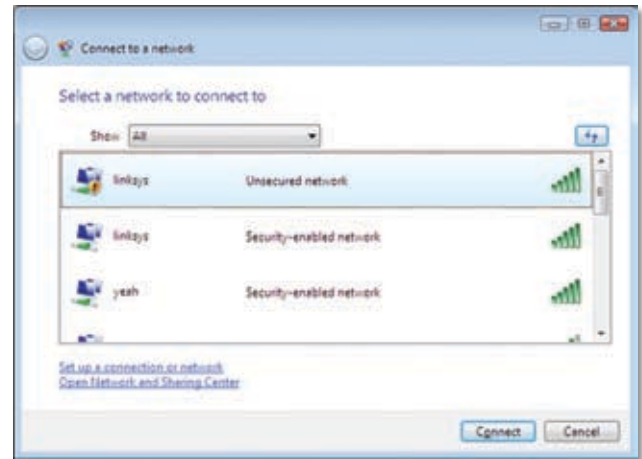 Connect to a network
Select a network to connect to
Show All
linksys Unsecured network
linksys Security-enabled network
yeah Security-enabled network
Set up a connection or network
Open Network and Sharing Center
Connect Cancel